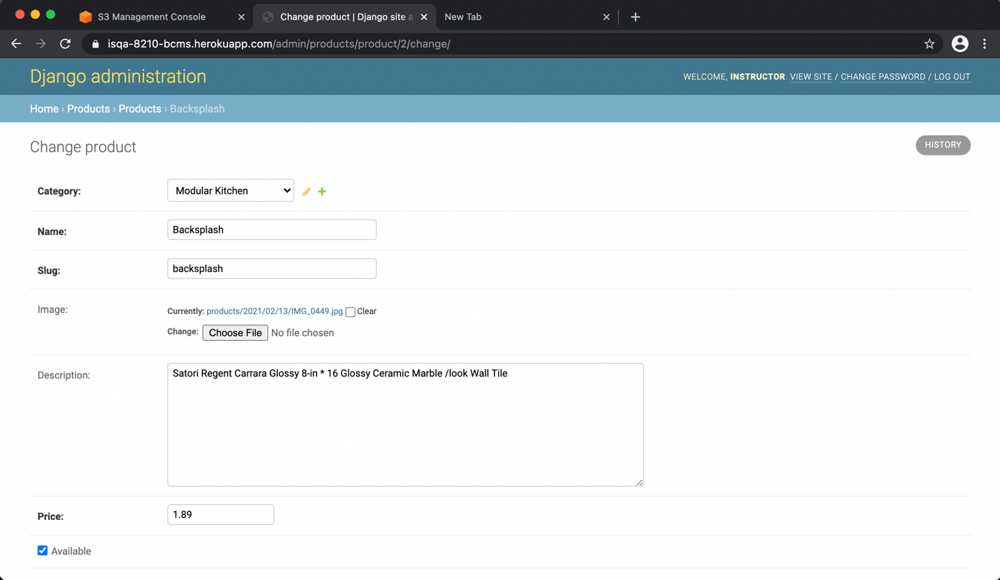 S3 Management Console
Change product | Django site a
New Tab
isqa-8210-bcms.herokuapp.com/admin/products/product/2/change/
Django administration
WELCOME, INSTRUCTOR. VIEW SITE / CHANGE PASSWORD / LOG OUT
Home › Products › Products › Backsplash
Change product
HISTORY
Category: Modular Kitchen
Name: Backsplash
Slug: backsplash
Image: Currently: products/2021/02/13/IMG_0449.jpg Clear
Change: Choose File No file chosen
Description: Satori Regent Carrara Glossy 8-in * 16 Glossy Ceramic Marble /look Wall Tile
Price: 1.89
Available